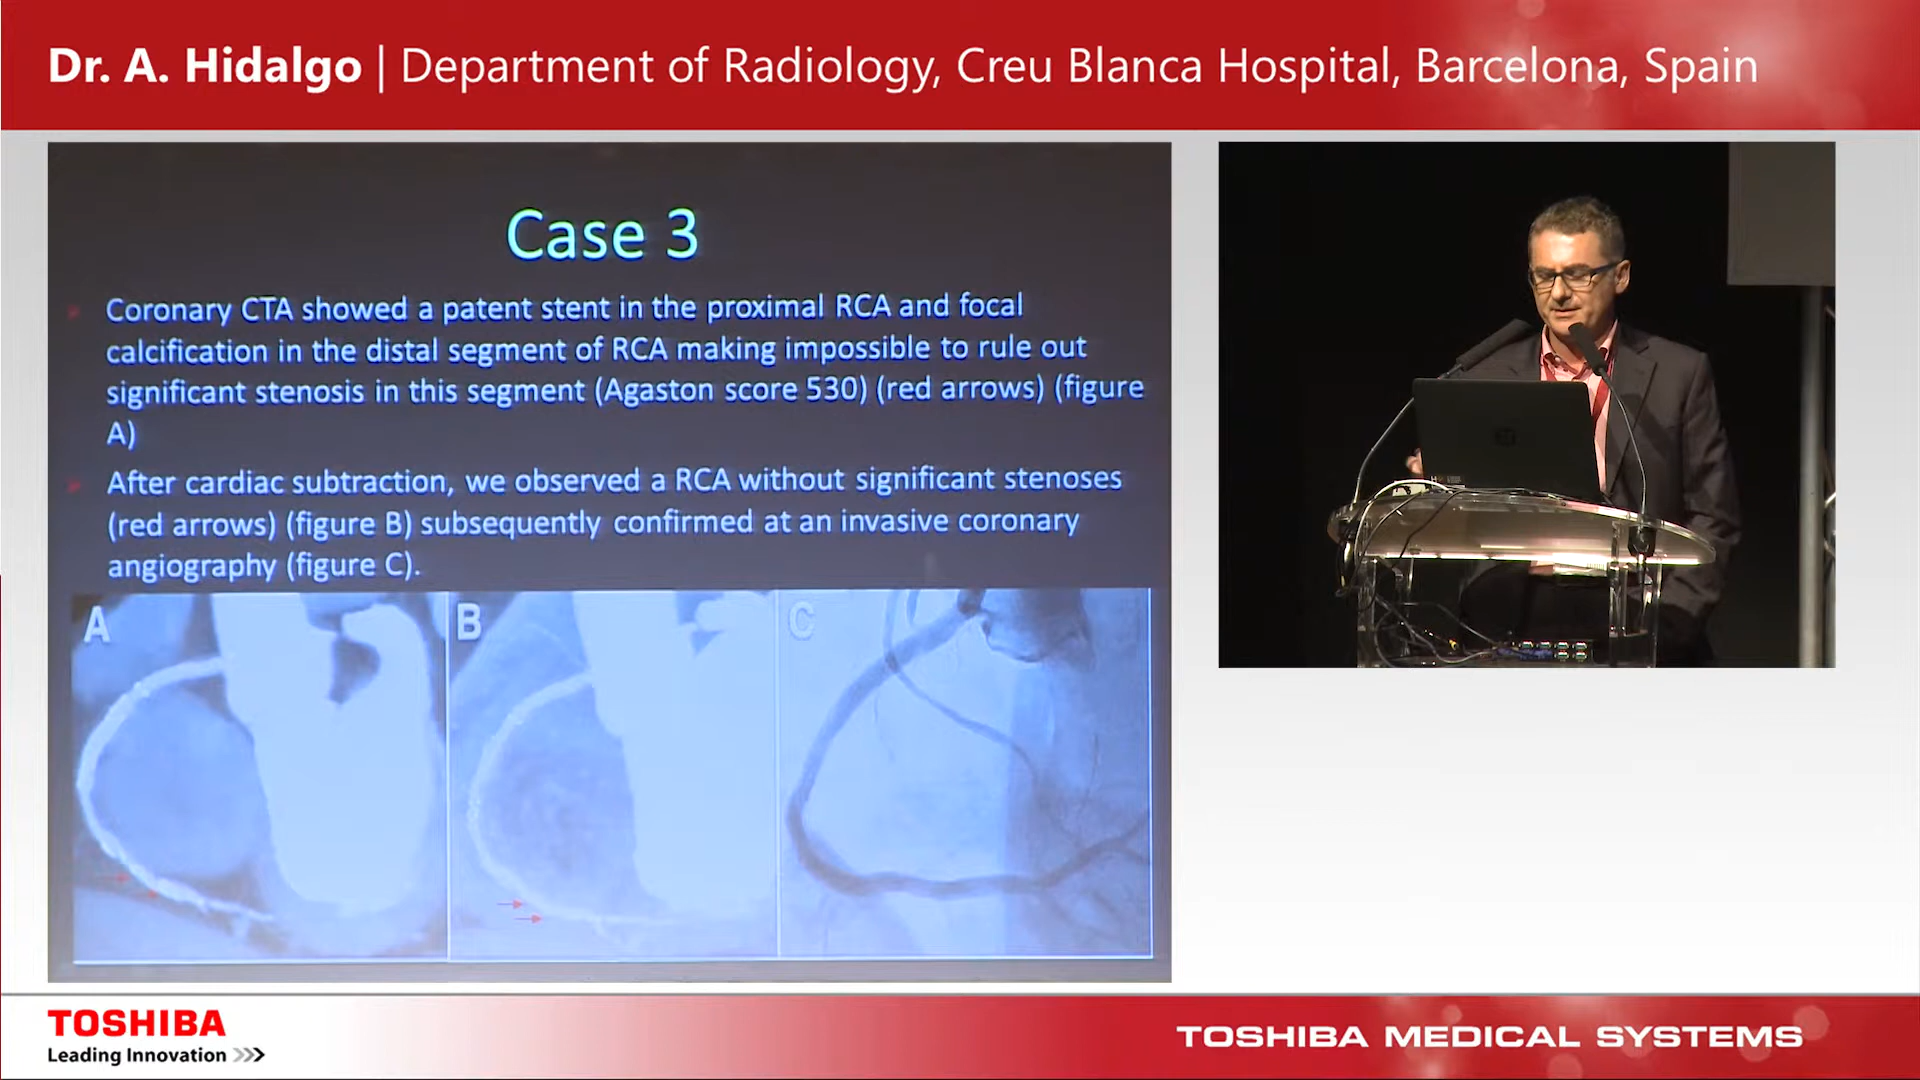 Dr. A. Hidalgo | Department of Radiology, Creu Blanca Hospital, Barcelona, Spain
Case 3
Coronary CTA showed a patent stent in the proximal RCA and focal
calcification in the distal segment of RCA making impossible to rule out
significant stenosis in this segment (Agaston score 530) (red arrows) (figure
A)
After cardiac subtraction, we observed a RCA without significant stenoses
(red arrows) (figure B) subsequently confirmed at an invasive coronary
angiography (figure C).
A B C
TOSHIBA
Leading Innovation >>>
TOSHIBA MEDICAL SYSTEMS